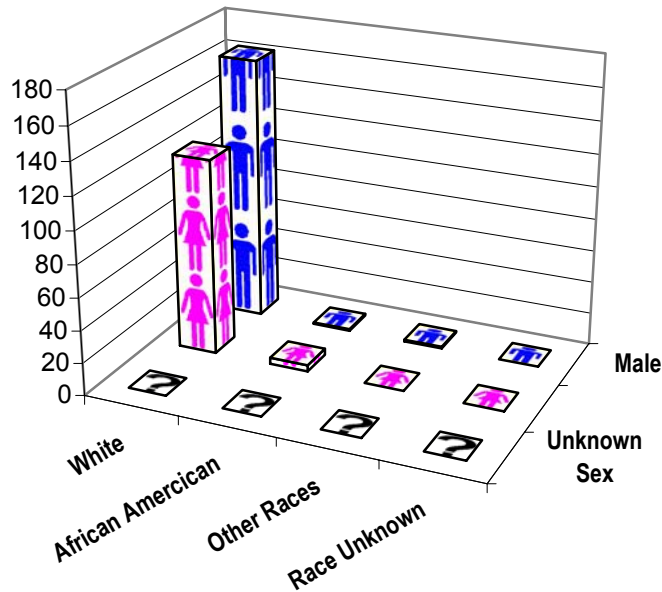 180
160
140
120
100
80
60
40
20
0
Male
Unknown
Sex
White
African Amercican
Other Races
Race Unknown
?
?
?
?